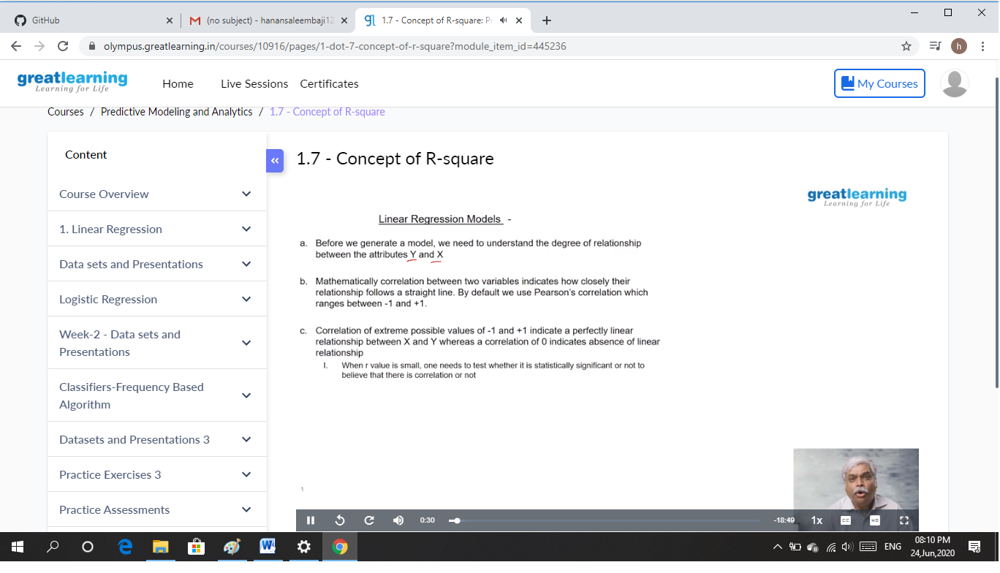 GitHub
(no subject) - hanansaleembaji12
1.7 - Concept of R-square: Pr
olympus.greatlearning.in/courses/10916/pages/1-dot-7-concept-of-r-square?module_item_id=445236
h
greatlearning
Learning for Life
Home
Live Sessions
Certificates
My Courses
Courses / Predictive Modeling and Analytics / 1.7 - Concept of R-square
Content
Course Overview
1. Linear Regression
Data sets and Presentations
Logistic Regression
Week-2 - Data sets and
Presentations
Classifiers-Frequency Based
Algorithm
Datasets and Presentations 3
Practice Exercises 3
Practice Assessments
1.7 - Concept of R-square
greatlearning
Learning for Life
Linear Regression Models -
a. Before we generate a model, we need to understand the degree of relationship
between the attributes Y and X
b. Mathematically correlation between two variables indicates how closely their
relationship follows a straight line. By default we use Pearson's correlation which
ranges between -1 and +1.
c. Correlation of extreme possible values of -1 and +1 indicate a perfectly linear
relationship between X and Y whereas a correlation of 0 indicates absence of linear
relationship
I. When r value is small, one needs to test whether it is statistically significant or not to
believe that there is correlation or not
1
0:30
-18:49
1x
CC
HD
ENG
08:10 PM
24,Jun,2020